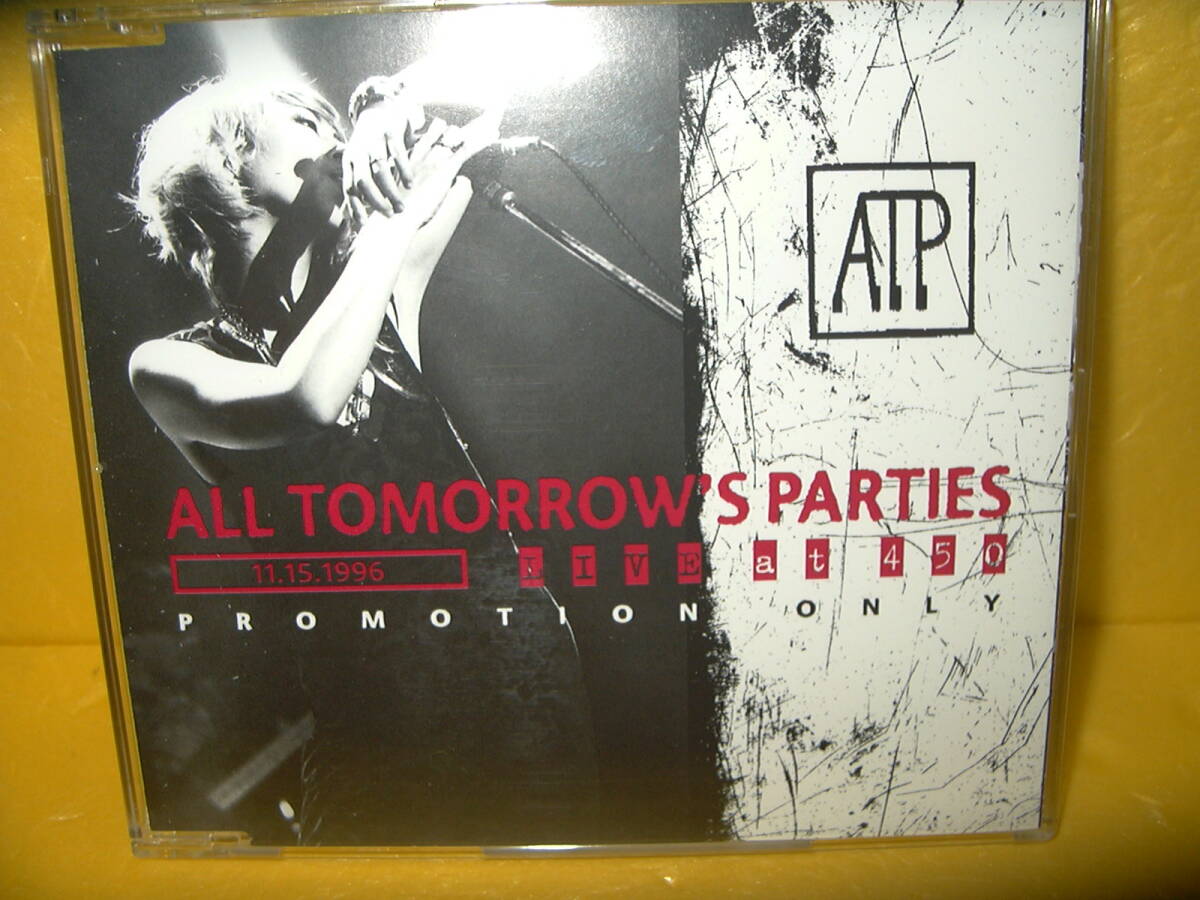 ATP
ALL TOMORROW'S PARTIES
11.15.1996 LIVE at 450
PROMOTION ONLY